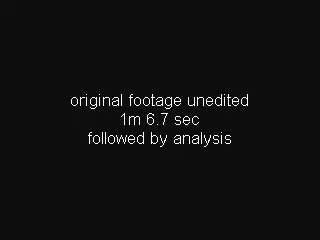 original footage unedited
1m 6.7 sec
followed by analysis